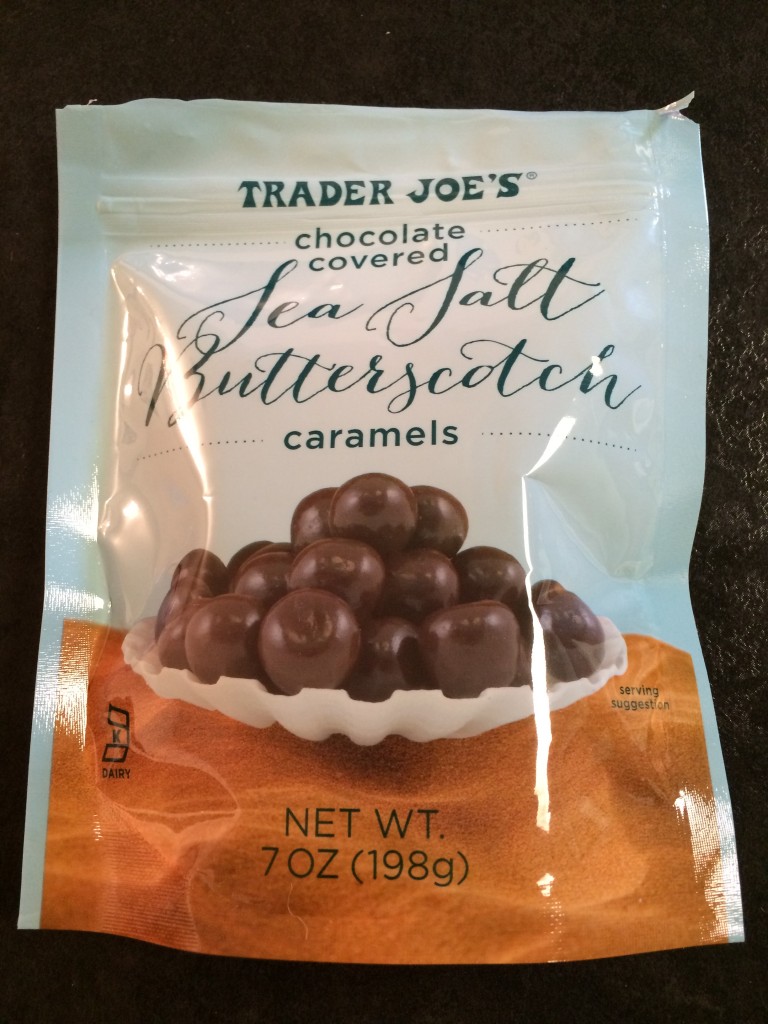 TRADER JOE'S®
chocolate
covered
Sea Salt
Butterscotch
caramels
serving
suggestion
K
DAIRY
NET WT.
7 OZ (198g)